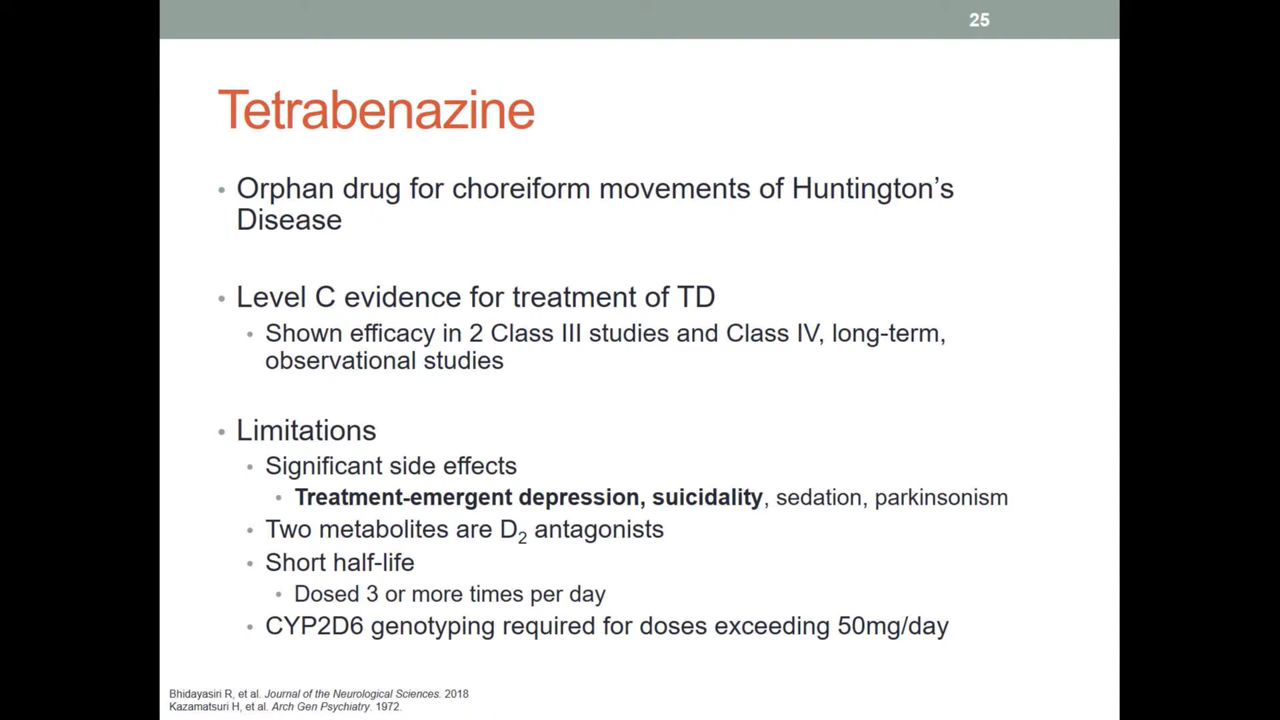 25
Tetrabenazine
• Orphan drug for choreiform movements of Huntington’s
Disease
• Level C evidence for treatment of TD
• Shown efficacy in 2 Class III studies and Class IV, long-term,
observational studies
• Limitations
• Significant side effects
• Treatment-emergent depression, suicidality, sedation, parkinsonism
• Two metabolites are D2 antagonists
• Short half-life
• Dosed 3 or more times per day
• CYP2D6 genotyping required for doses exceeding 50mg/day
Bhidayasiri R, et al. Journal of the Neurological Sciences. 2018
Kazamatsuri H, et al. Arch Gen Psychiatry. 1972.